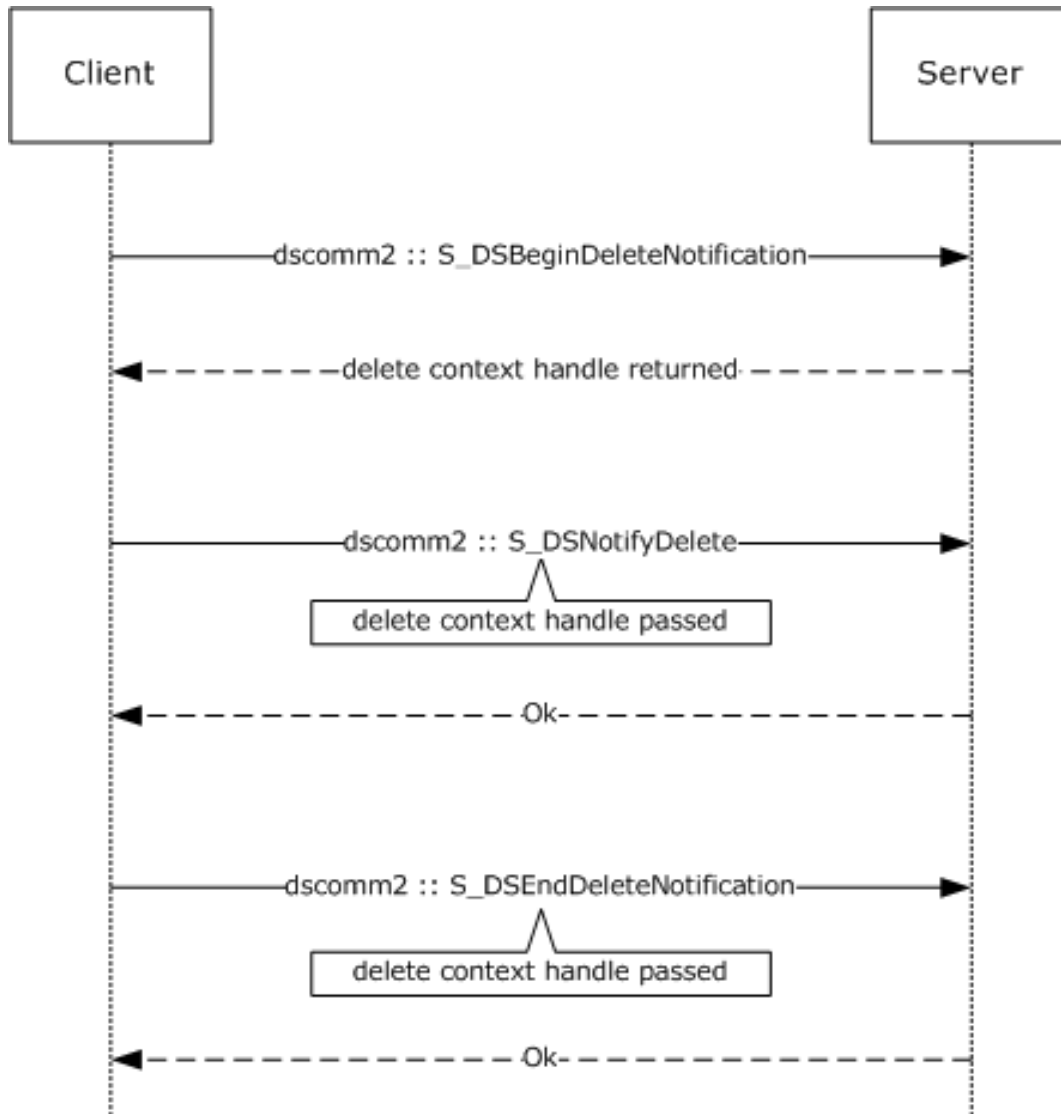 Client
Server
dscomm2 :: S_DSBeginDeleteNotification
delete context handle returned
dscomm2 :: S_DSNotifyDelete
delete context handle passed
Ok
dscomm2 :: S_DSEndDeleteNotification
delete context handle passed
Ok